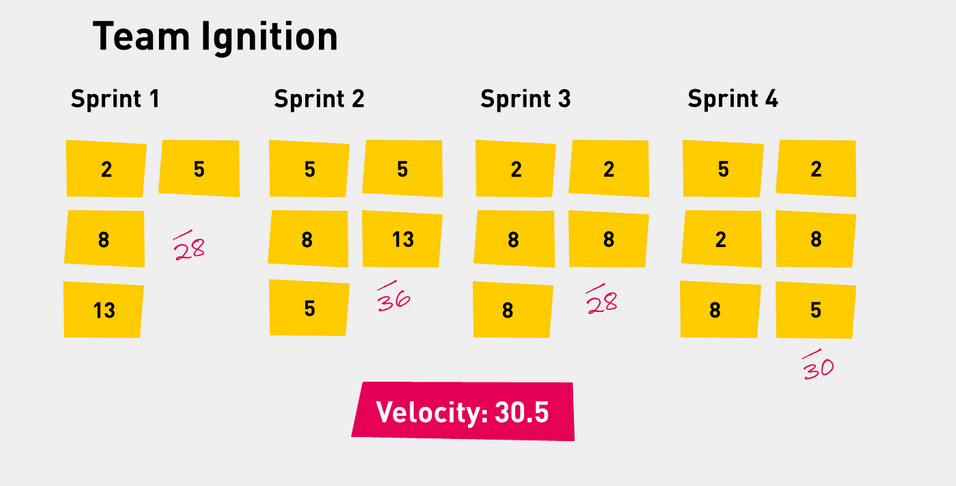 Team Ignition
Sprint 1
2 5
8
28
13
Sprint 2
5 5
8 13
5
36
Sprint 3
2 2
8 8
8
28
Sprint 4
5 2
2 8
8 5
30
Velocity: 30.5